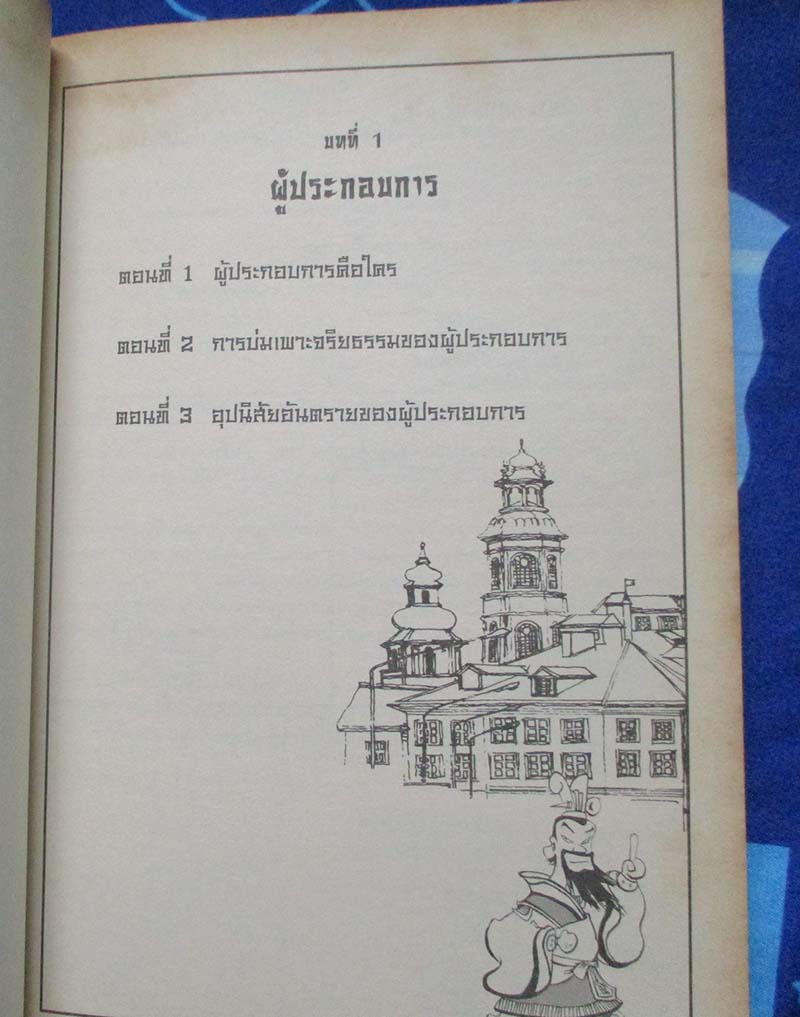 บทที่ 1
ผู้ประกอบการ
ตอนที่ 1 ผู้ประกอบการคือใคร
ตอนที่ 2 การบ่มเพาะจริยธรรมของผู้ประกอบการ
ตอนที่ 3 อุปนิสัยอันตรายของผู้ประกอบการ